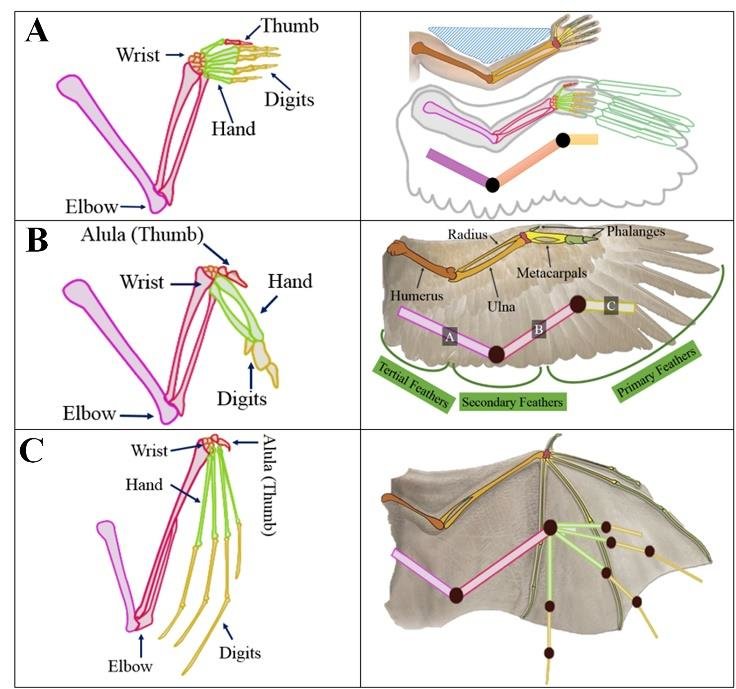 A
Thumb
Wrist
Digits
Hand
Elbow
B
Alula (Thumb)
Wrist
Hand
Digits
Elbow
Radius
Phalanges
Metacarpals
Humerus
Ulna
A
B
C
Tertial Feathers
Secondary Feathers
Primary Feathers
C
Wrist
Alula (Thumb)
Hand
Digits
Elbow